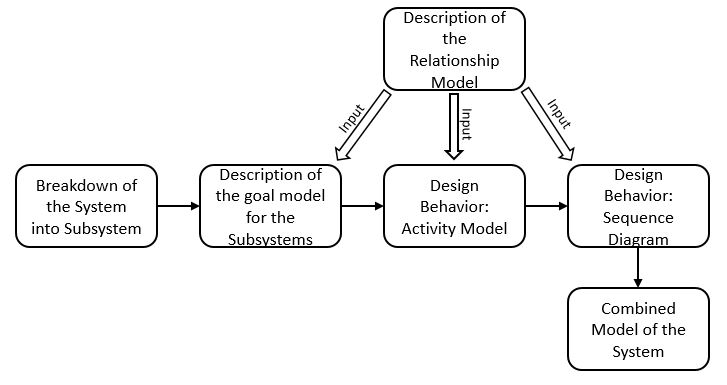 Description of
the
Relationship
Model
Input
Input
Input
Breakdown of
the System
into Subsystem
Description of
the goal model
for the
Subsystems
Design
Behavior:
Activity Model
Design
Behavior:
Sequence
Diagram
Combined
Model of the
System